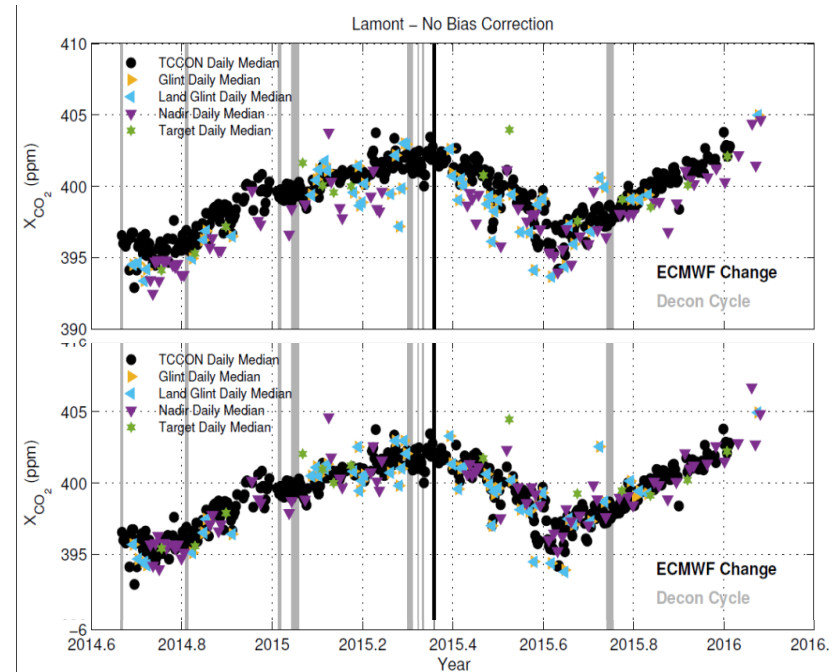 Lamont – No Bias Correction
410
405
400
395
390
X_CO2 (ppm)
TCCON Daily Median
Glint Daily Median
Land Glint Daily Median
Nadir Daily Median
Target Daily Median
ECMWF Change
Decon Cycle
405
400
395
−6
X_CO2 (ppm)
TCCON Daily Median
Glint Daily Median
Land Glint Daily Median
Nadir Daily Median
Target Daily Median
ECMWF Change
Decon Cycle
2014.6 2014.8 2015 2015.2 2015.4 2015.6 2015.8 2016 2016.
Year